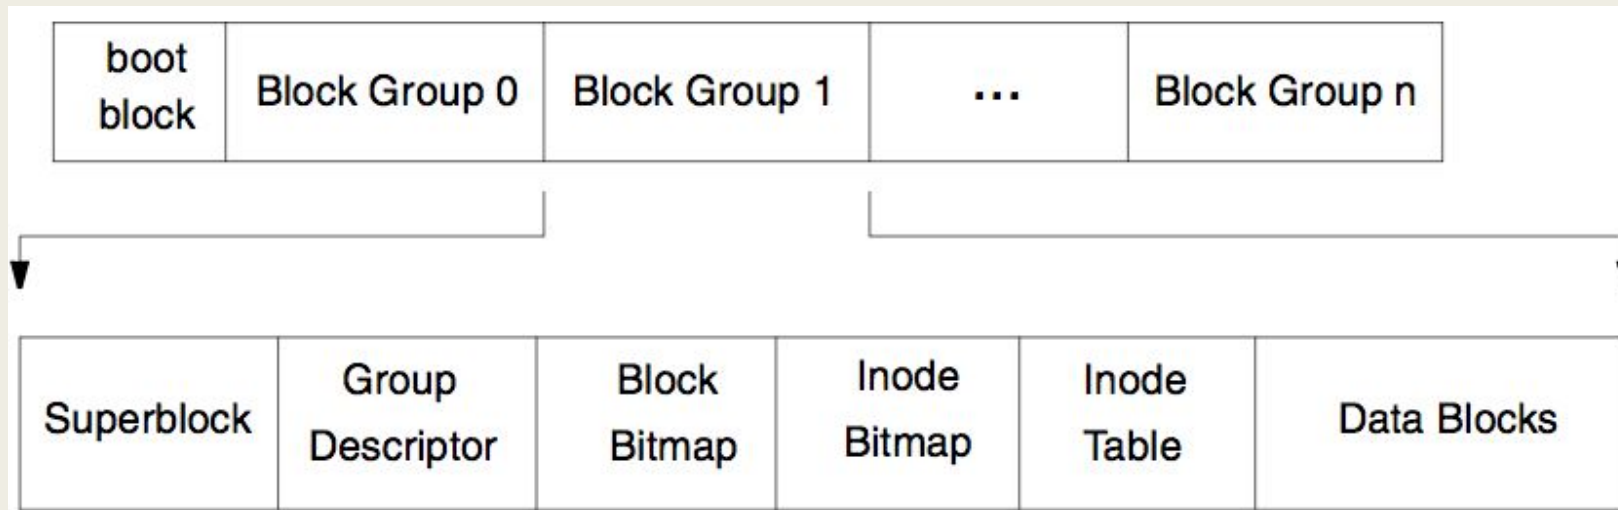 boot
block
Block Group 0
Block Group 1
...
Block Group n
Superblock
Group
Descriptor
Block
Bitmap
Inode
Bitmap
Inode
Table
Data Blocks